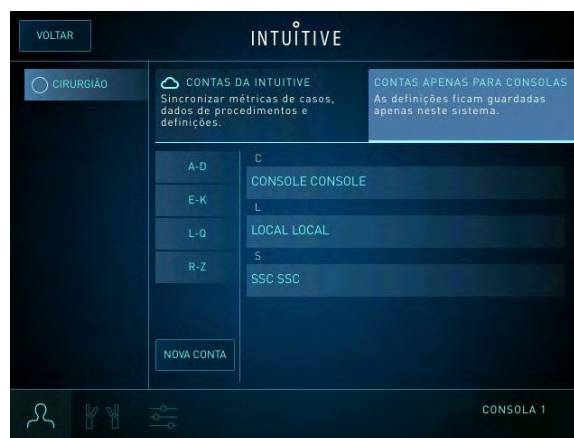 VOLTAR
INTUITIVE
CIRURGIÃO
CONTAS DA INTUITIVE
Sincronizar métricas de casos,
dados de procedimentos e
definições.
CONTAS APENAS PARA CONSOLAS
As definições ficam guardadas
apenas neste sistema.
A-D
E-K
L-Q
R-Z
C
CONSOLE CONSOLE
L
LOCAL LOCAL
S
SSC SSC
NOVA CONTA
CONSOLA 1